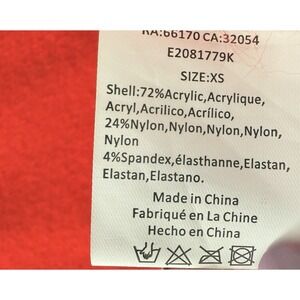 RA:66170 CA:32054
E2081779K
SIZE:XS
Shell:72%Acrylic,Acrylique,
Acryl,Acrilico,Acrílico,
24%Nylon,Nylon,Nylon,Nylon,
Nylon
4%Spandex,élasthanne,Elastan,
Elastan,Elastano.
Made in China
Fabriqué en La Chine
Hecho en China